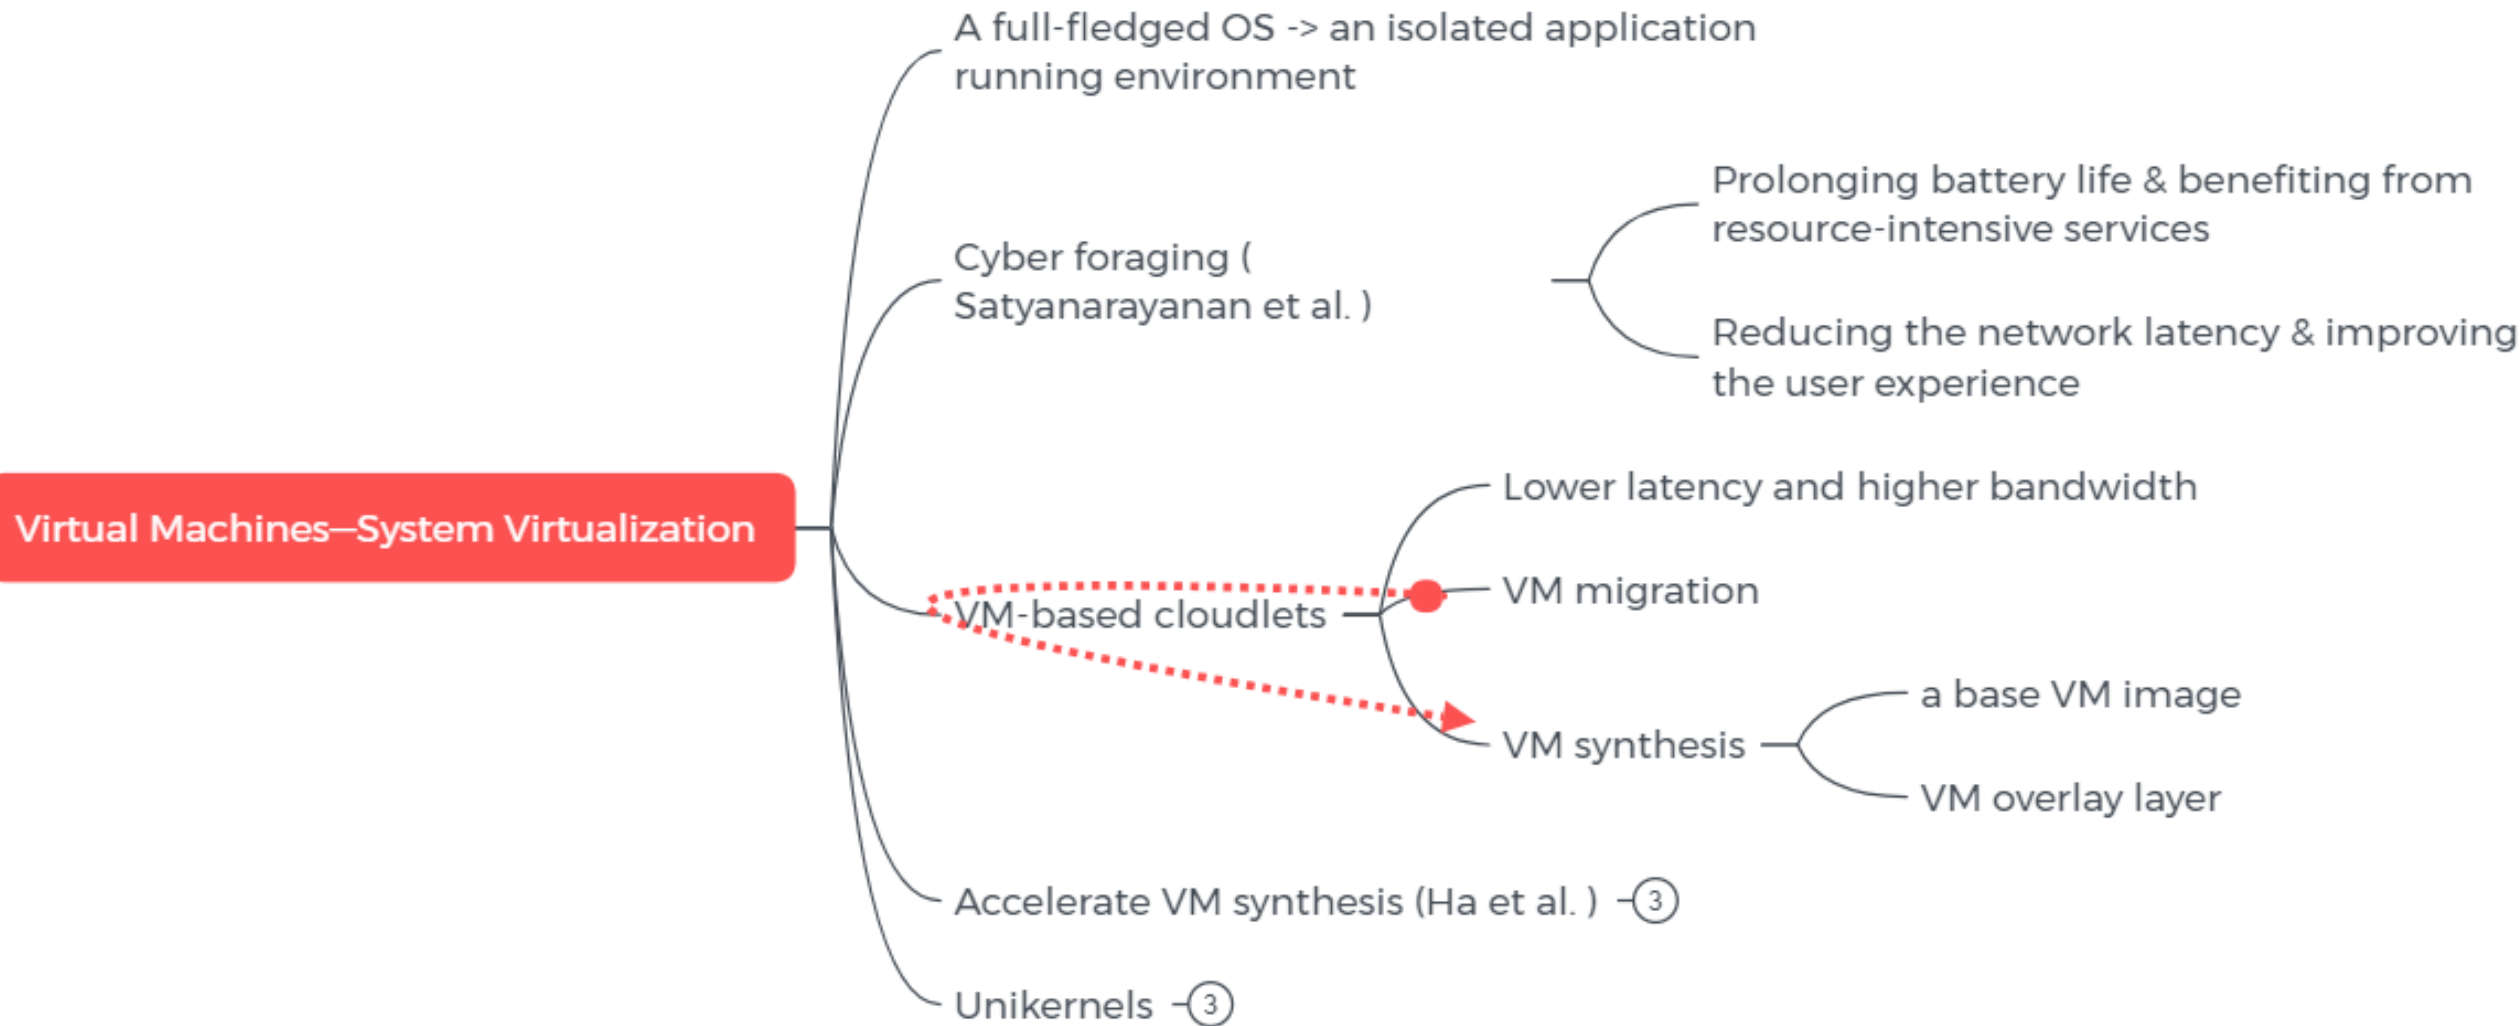 A full-fledged OS -> an isolated application
running environment
Prolonging battery life & benefiting from
resource-intensive services
Cyber foraging (
Satyanarayanan et al. )
Reducing the network latency & improving
the user experience
Lower latency and higher bandwidth
Virtual Machines—System Virtualization
VM migration
VM-based cloudlets
a base VM image
VM synthesis
VM overlay layer
Accelerate VM synthesis (Ha et al. ) 3
Unikernels 3